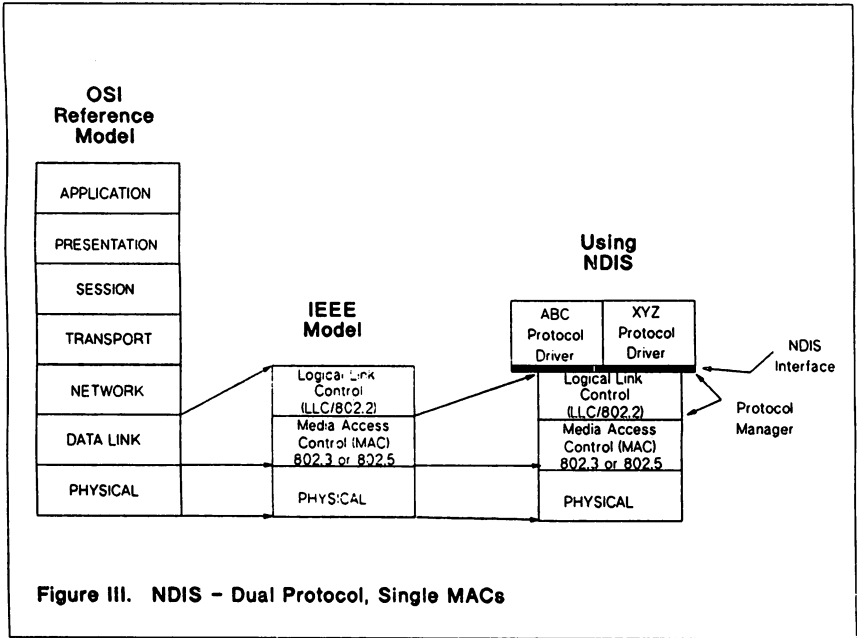 OSI
Reference
Model
APPLICATION
PRESENTATION
SESSION
TRANSPORT
NETWORK
DATA LINK
PHYSICAL
IEEE
Model
Logical Link
Control
(LLC/802.2)
Media Access
Control (MAC)
802.3 or 802.5
PHYSICAL
Using
NDIS
ABC
Protocol
Driver
XYZ
Protocol
Driver
Logical Link
Control
(LLC/802.2)
Media Access
Control (MAC)
802.3 or 802.5
PHYSICAL
NDIS
Interface
Protocol
Manager
Figure III. NDIS - Dual Protocol, Single MACs